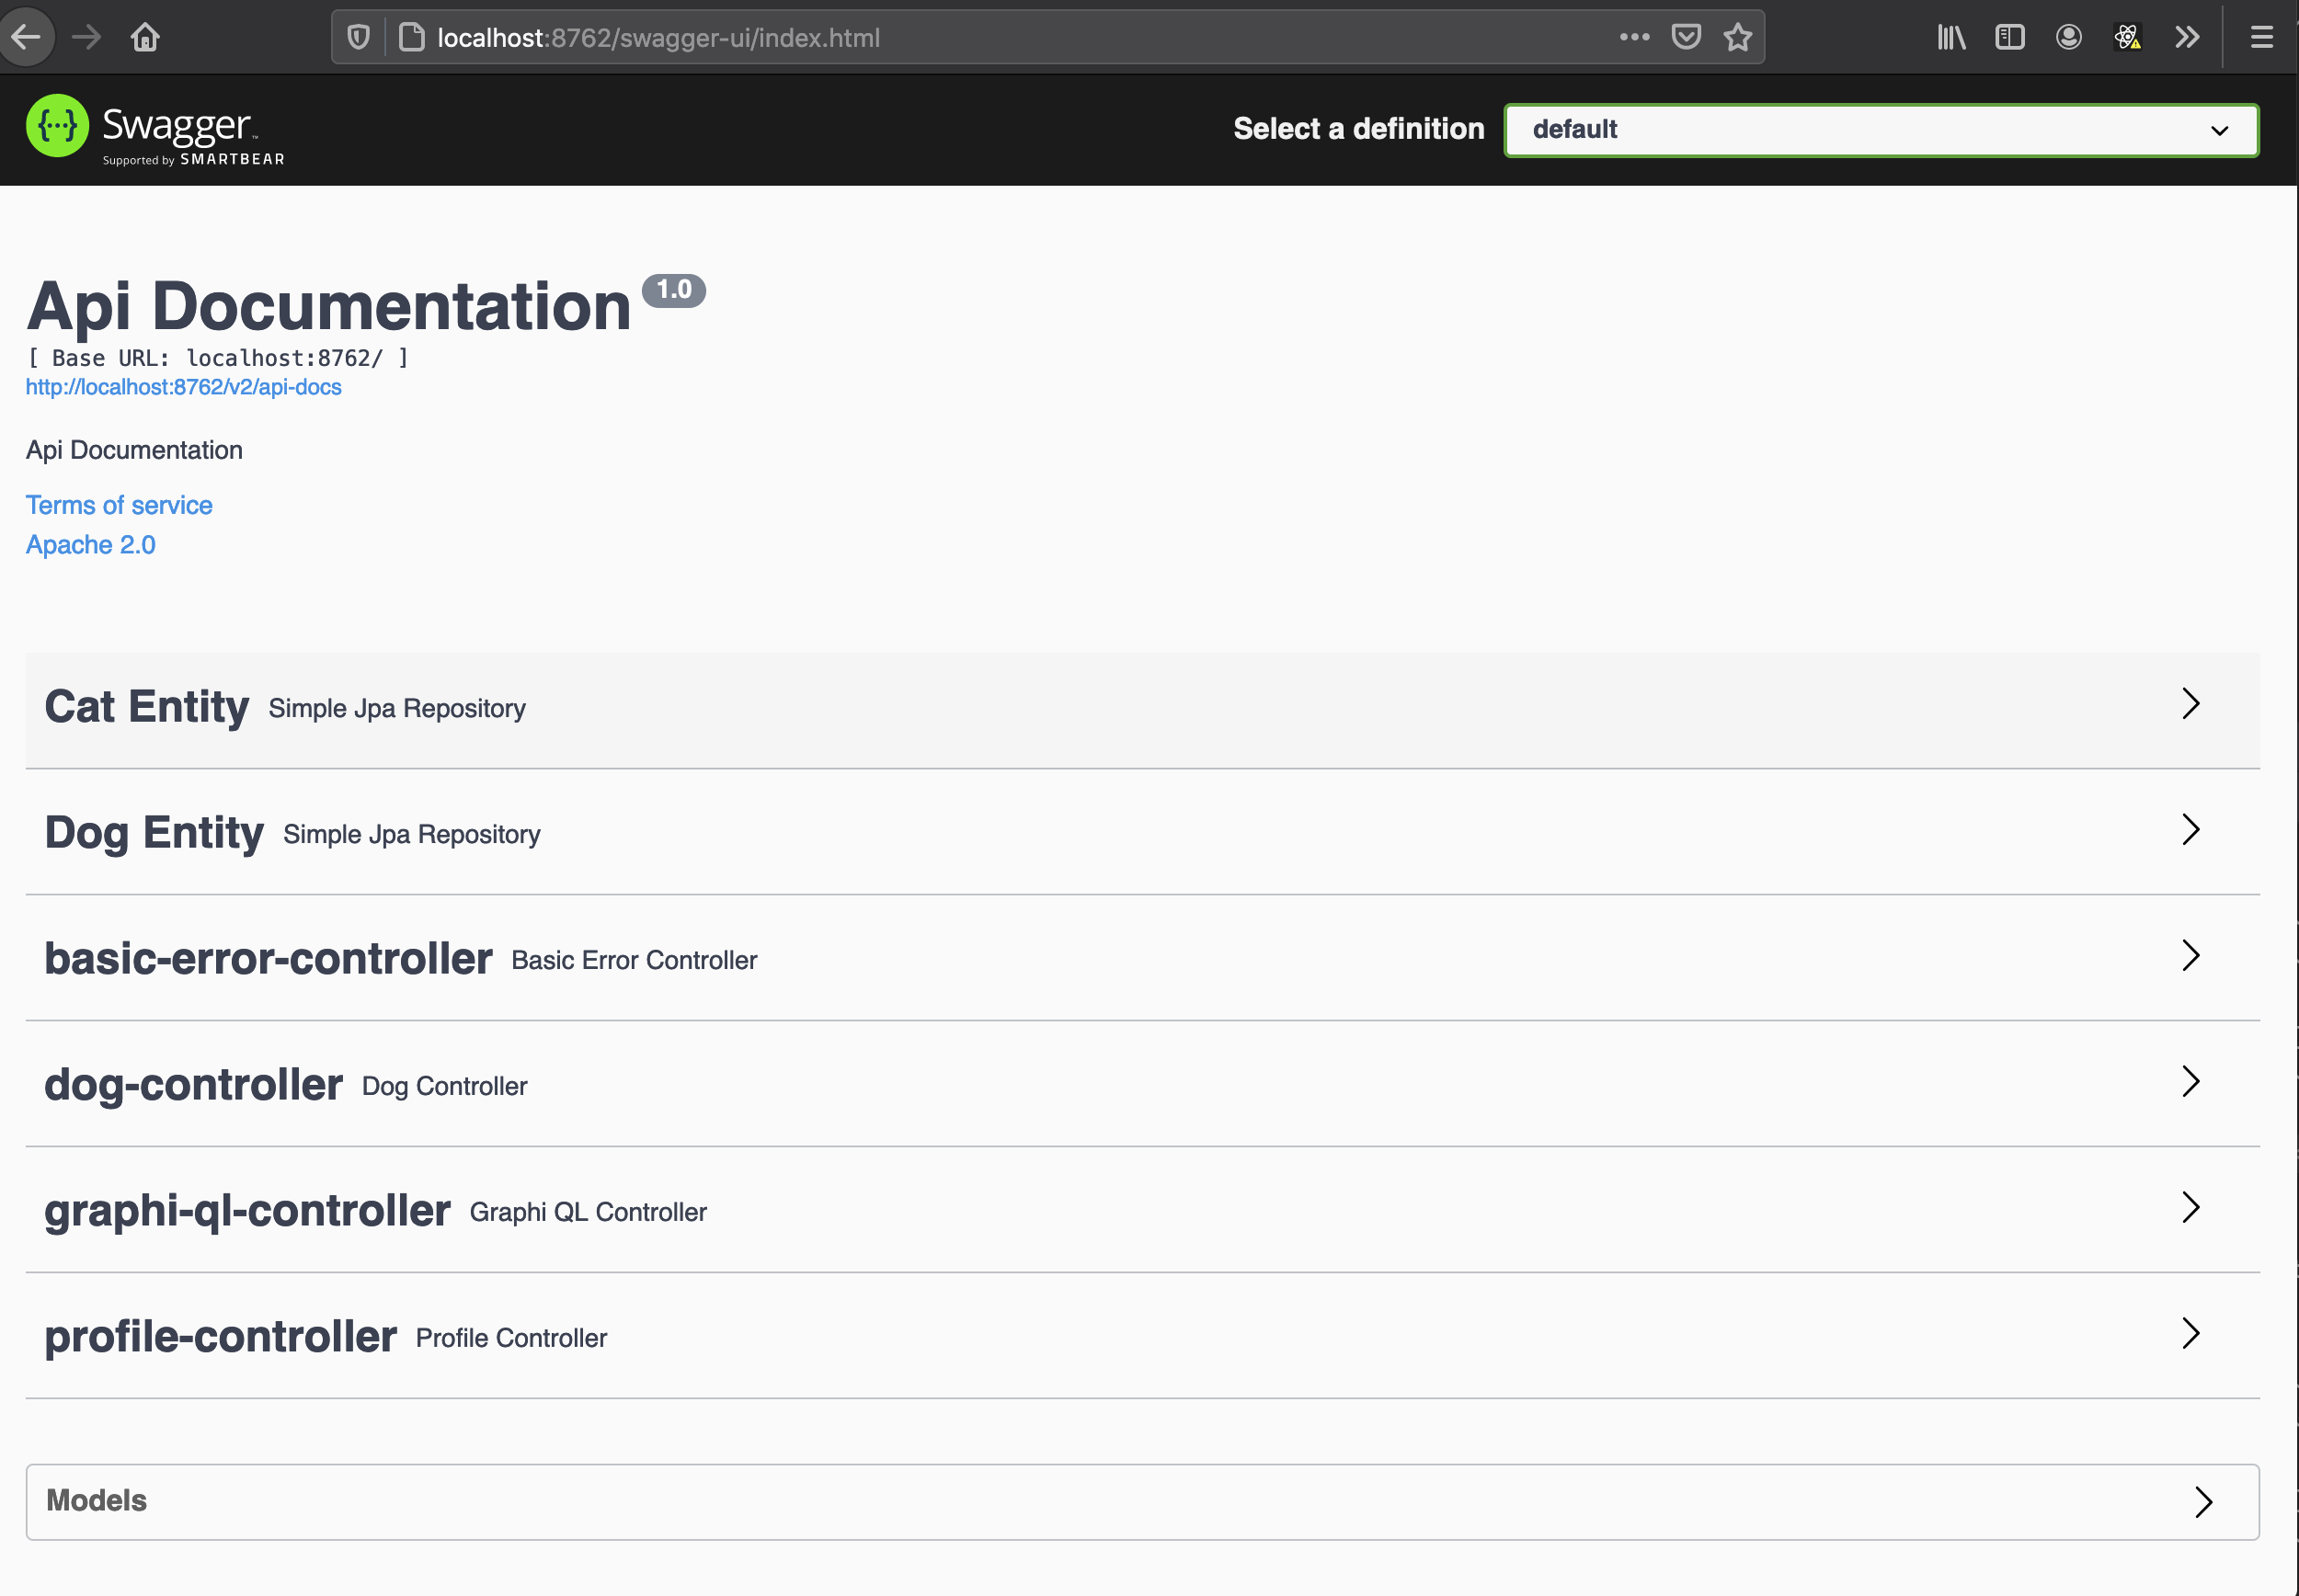 localhost:8762/swagger-ui/index.html
{···} Swagger™
Supported by SMARTBEAR
Select a definition default
Api Documentation 1.0
[ Base URL: localhost:8762/ ]
http://localhost:8762/v2/api-docs
Api Documentation
Terms of service
Apache 2.0
Cat Entity Simple Jpa Repository
Dog Entity Simple Jpa Repository
basic-error-controller Basic Error Controller
dog-controller Dog Controller
graphi-ql-controller Graphi QL Controller
profile-controller Profile Controller
Models